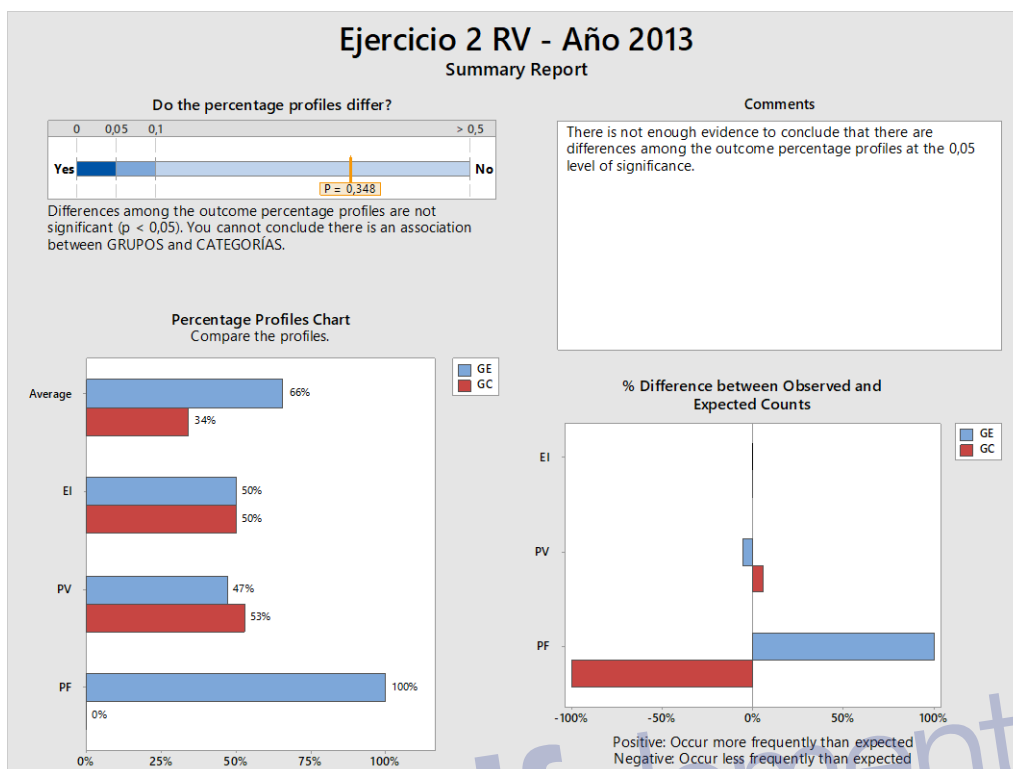 Ejercicio 2 RV - Año 2013
Summary Report
Do the percentage profiles differ?
0 0,05 0,1 > 0,5
Yes No
P = 0,348
Differences among the outcome percentage profiles are not
significant (p < 0,05). You cannot conclude there is an association
between GRUPOS and CATEGORÍAS.
Comments
There is not enough evidence to conclude that there are
differences among the outcome percentage profiles at the 0,05
level of significance.
Percentage Profiles Chart
Compare the profiles.
GE
GC
Average
66%
34%
EI
50%
50%
PV
47%
53%
PF
100%
0%
0% 25% 50% 75% 100%
% Difference between Observed and
Expected Counts
GE
GC
EI
PV
PF
-100% -50% 0% 50% 100%
Positive: Occur more frequently than expected
Negative: Occur less frequently than expected